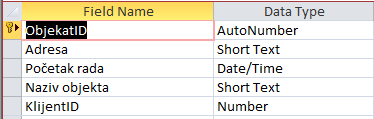 Field Name Data Type
ObjekatID AutoNumber
Adresa Short Text
Početak rada Date/Time
Naziv objekta Short Text
KlijentID Number